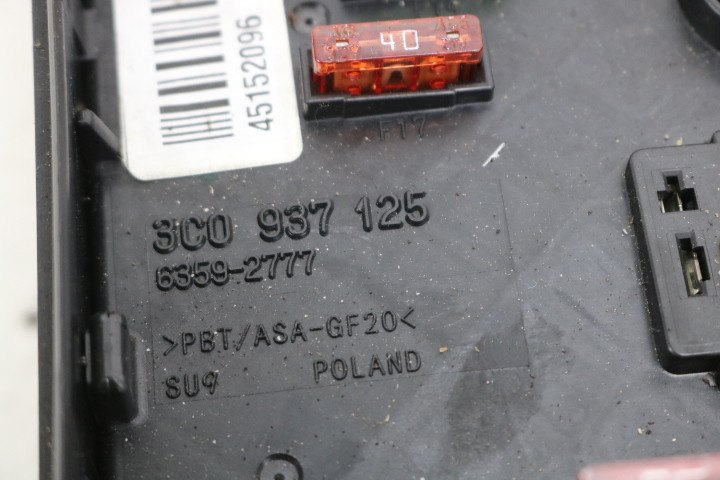 45152096
40
F17
3C0 937 125
6359-2777
>PBT/ASA-GF20<
SU9 POLAND